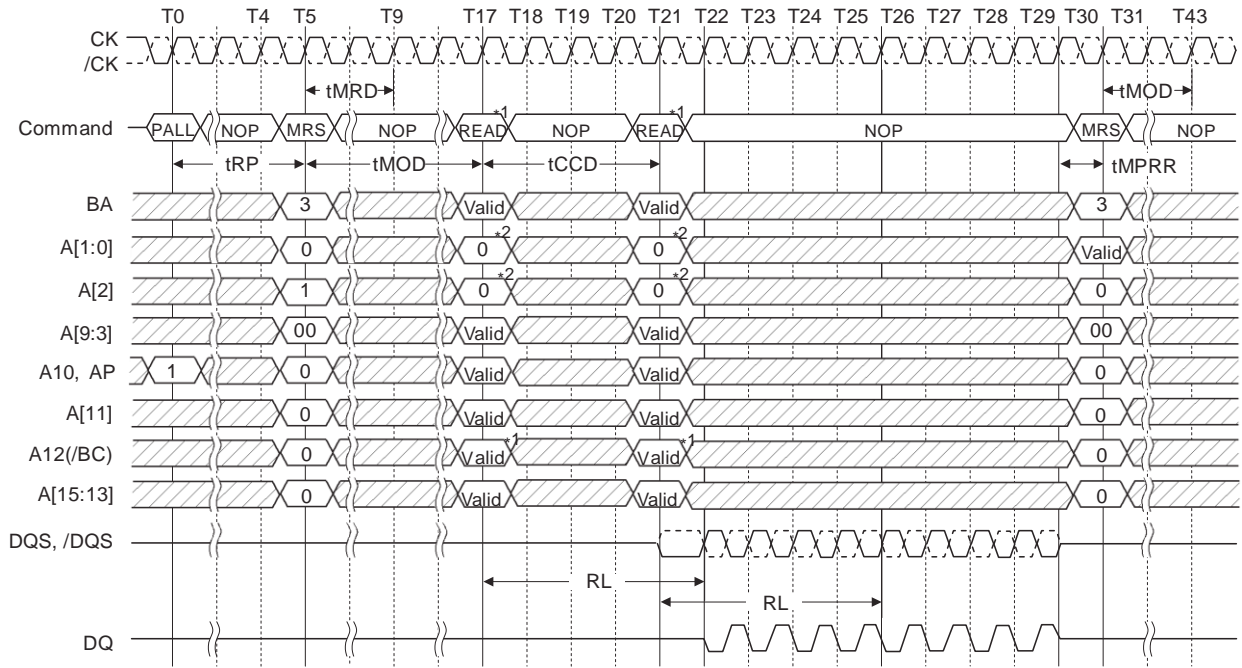 T0 T4 T5 T9 T17 T18 T19 T20 T21 T22 T23 T24 T25 T26 T27 T28 T29 T30 T31 T43
CK
/CK
tMRD tMOD
*1 *1
Command PALL NOP MRS NOP READ NOP READ NOP MRS NOP
tRP tMOD tCCD tMPRR
BA 3 Valid Valid 3
*2 *2
A[1:0] 0 0 0 Valid
*2 *2
A[2] 1 0 0 0
A[9:3] 00 Valid Valid 00
A10, AP 1 0 Valid Valid 0
A[11] 0 Valid Valid 0
*1 *1
A12(/BC) 0 Valid Valid 0
A[15:13] 0 Valid Valid 0
DQS, /DQS
RL
RL
DQ